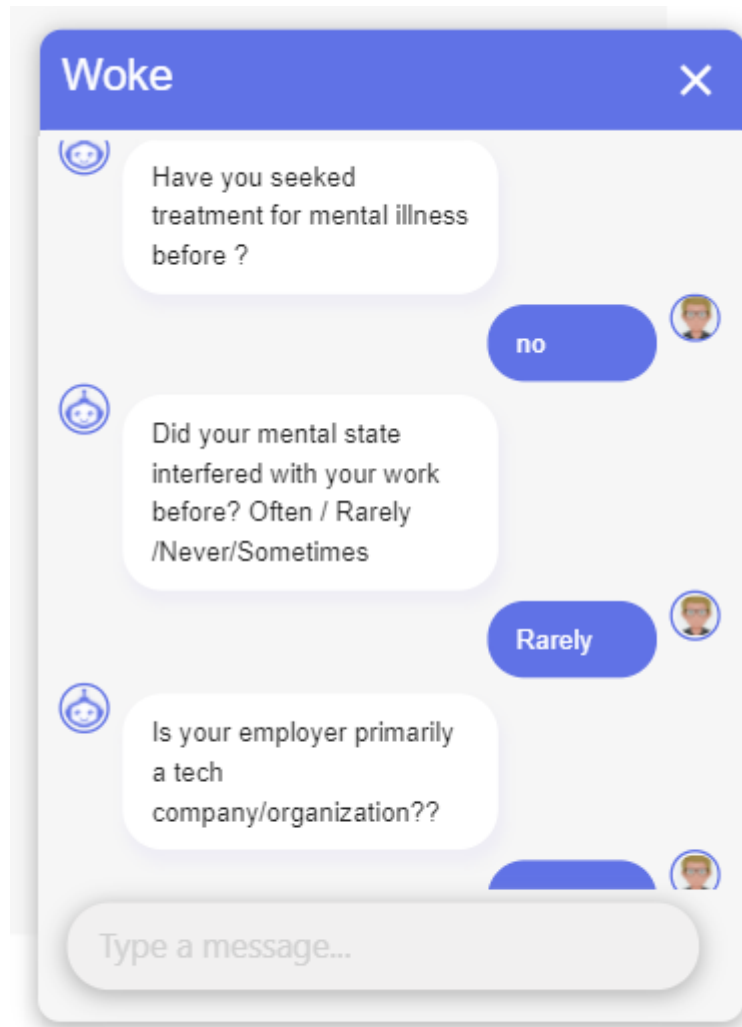 Woke
Have you seeked
treatment for mental illness
before ?
no
Did your mental state
interfered with your work
before? Often / Rarely
/Never/Sometimes
Rarely
Is your employer primarily
a tech
company/organization??
Type a message...